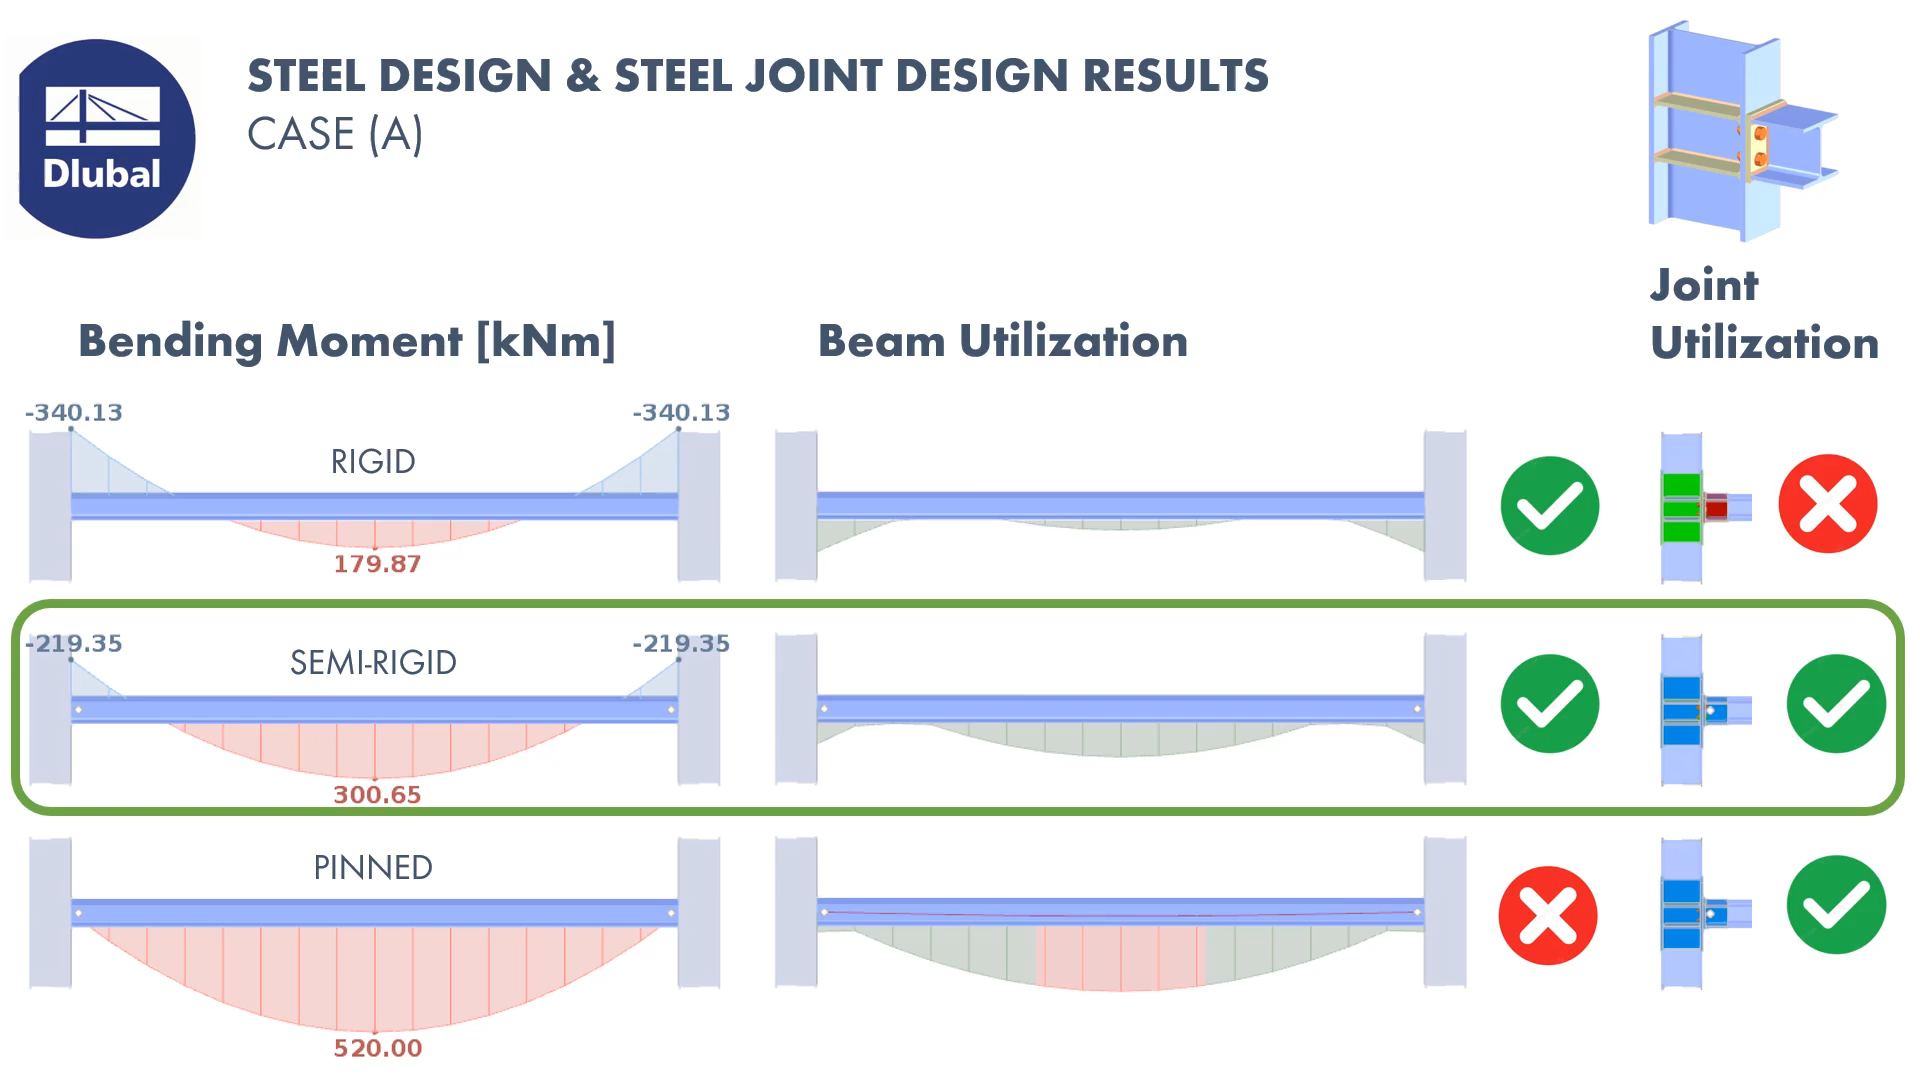 Dlubal
STEEL DESIGN & STEEL JOINT DESIGN RESULTS
CASE (A)
Bending Moment [kNm]
Beam Utilization
Joint
Utilization
-340.13
-340.13
RIGID
179.87
-219.35
-219.35
SEMI-RIGID
300.65
PINNED
520.00